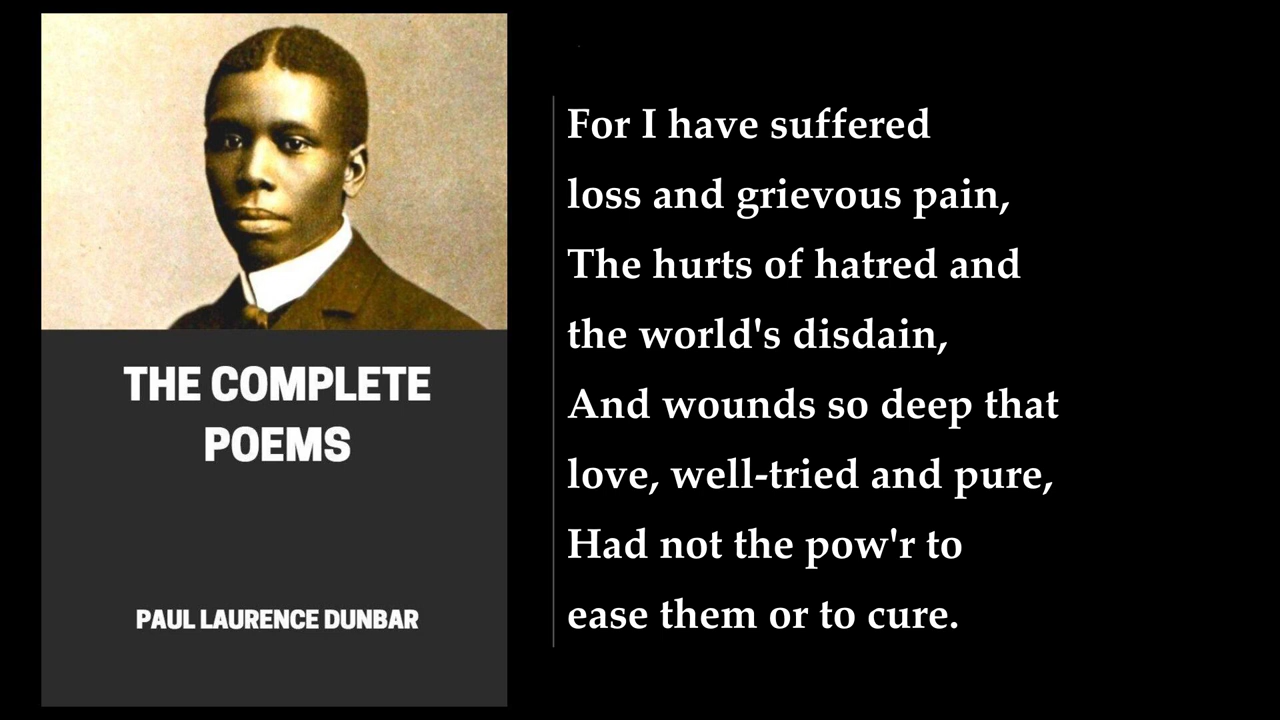 THE COMPLETE
POEMS
PAUL LAURENCE DUNBAR
For I have suffered
loss and grievous pain,
The hurts of hatred and
the world's disdain,
And wounds so deep that
love, well-tried and pure,
Had not the pow'r to
ease them or to cure.